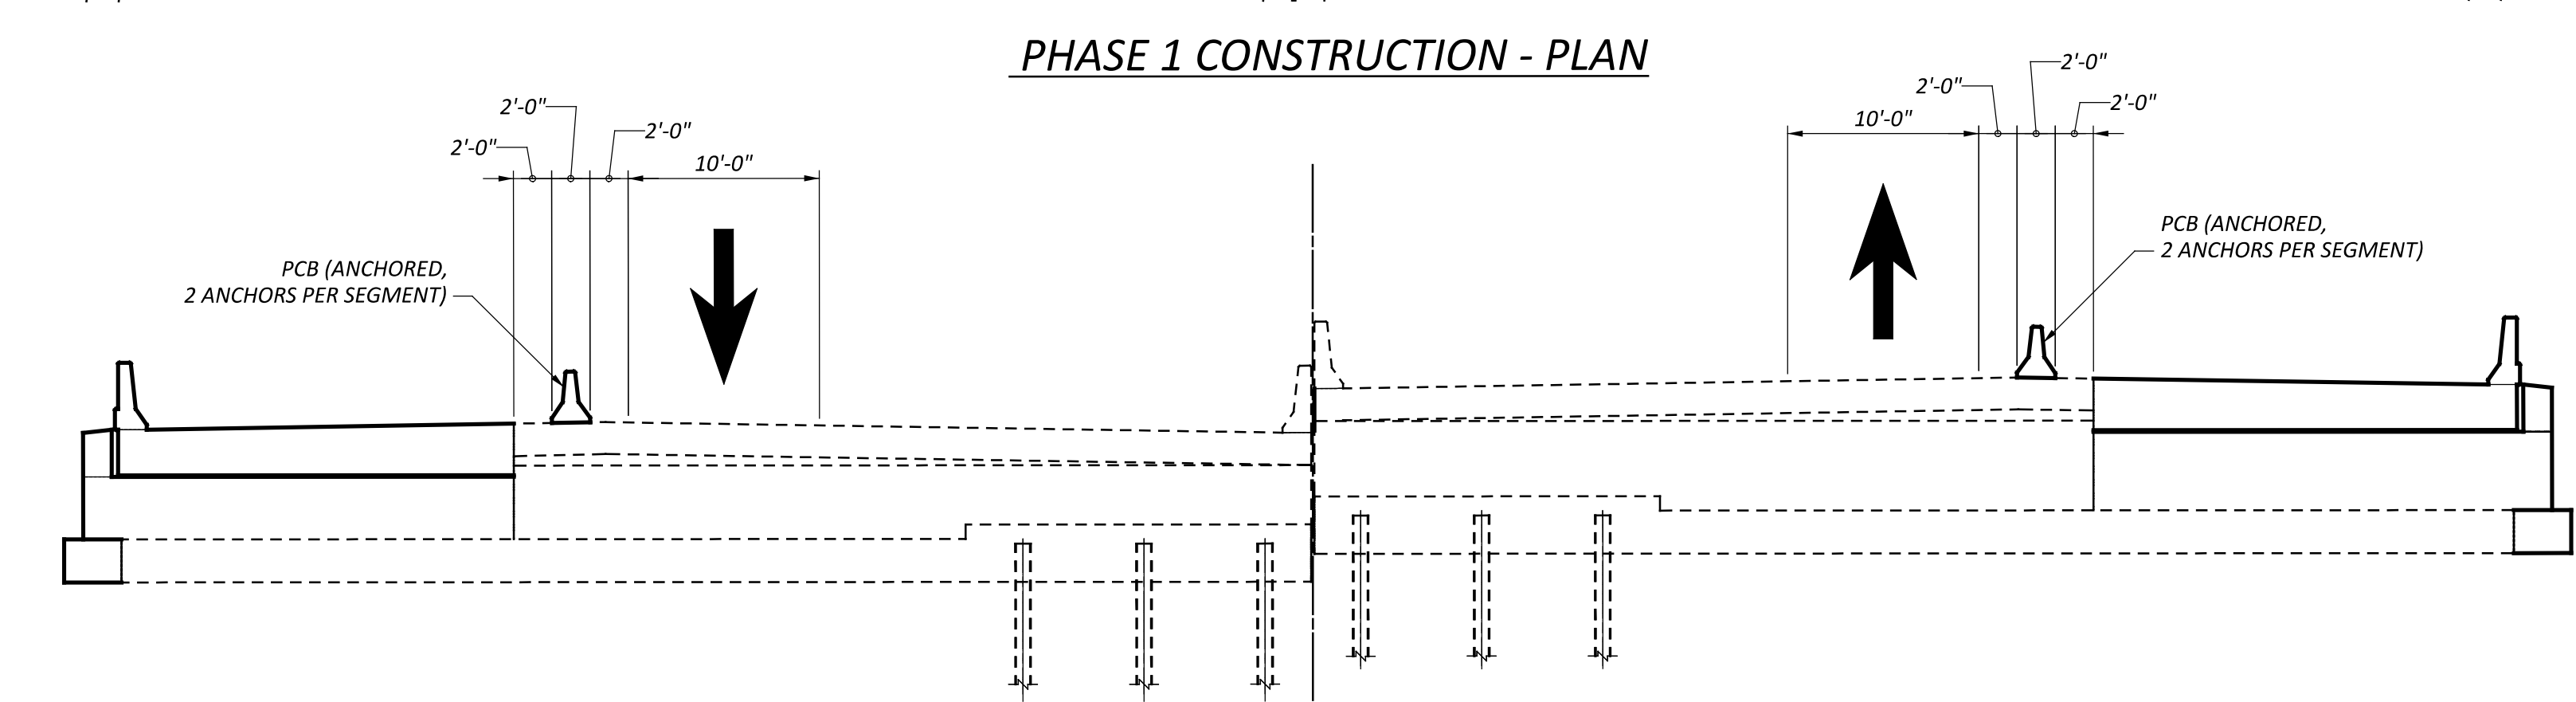 PHASE 1 CONSTRUCTION - PLAN
2'-0"
2'-0"
2'-0"
10'-0"
PCB (ANCHORED,
2 ANCHORS PER SEGMENT)
2'-0"
2'-0"
2'-0"
10'-0"
PCB (ANCHORED,
2 ANCHORS PER SEGMENT)